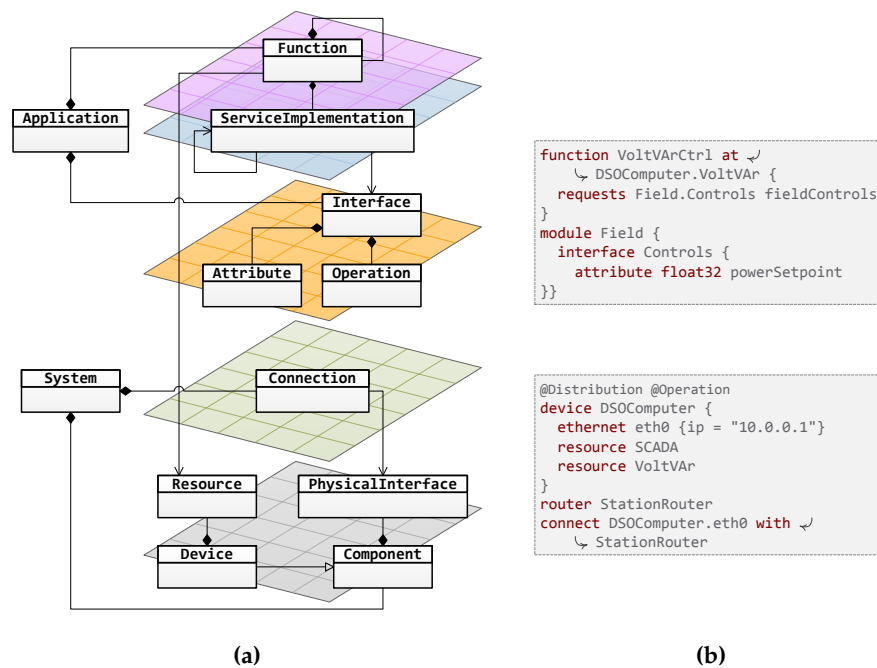 Function
Application
ServiceImplementation
Interface
Attribute
Operation
System
Connection
Resource
PhysicalInterface
Device
Component
(a)
function VoltVArCtrl at ⤶
⤷ DSOComputer.VoltVAr {
requests Field.Controls fieldControls
}
module Field {
interface Controls {
attribute float32 powerSetpoint
}}
@Distribution @Operation
device DSOComputer {
ethernet eth0 {ip = "10.0.0.1"}
resource SCADA
resource VoltVAr
}
router StationRouter
connect DSOComputer.eth0 with ⤶
⤷ StationRouter
(b)